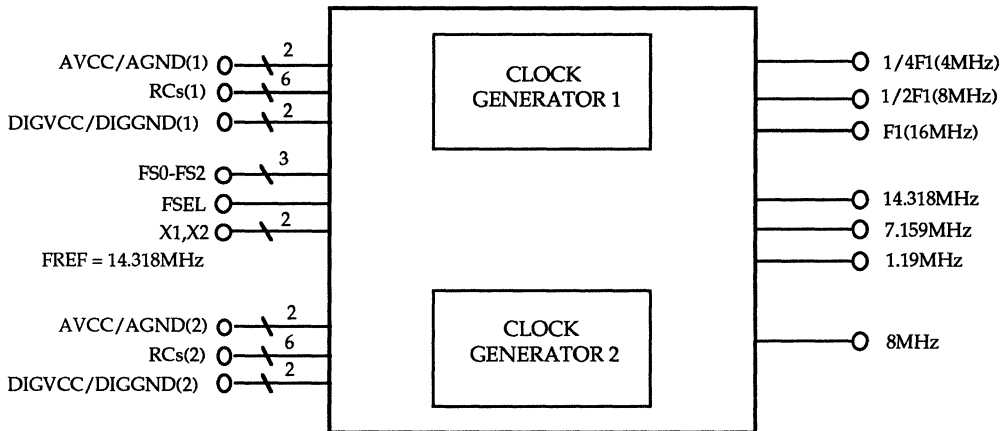 AVCC/AGND(1) 2
RCs(1) 6
DIGVCC/DIGGND(1) 2
FS0-FS2 3
FSEL
X1,X2 2
FREF = 14.318MHz
AVCC/AGND(2) 2
RCs(2) 6
DIGVCC/DIGGND(2) 2
CLOCK
GENERATOR 1
CLOCK
GENERATOR 2
1/4F1(4MHz)
1/2F1(8MHz)
F1(16MHz)
14.318MHz
7.159MHz
1.19MHz
8MHz